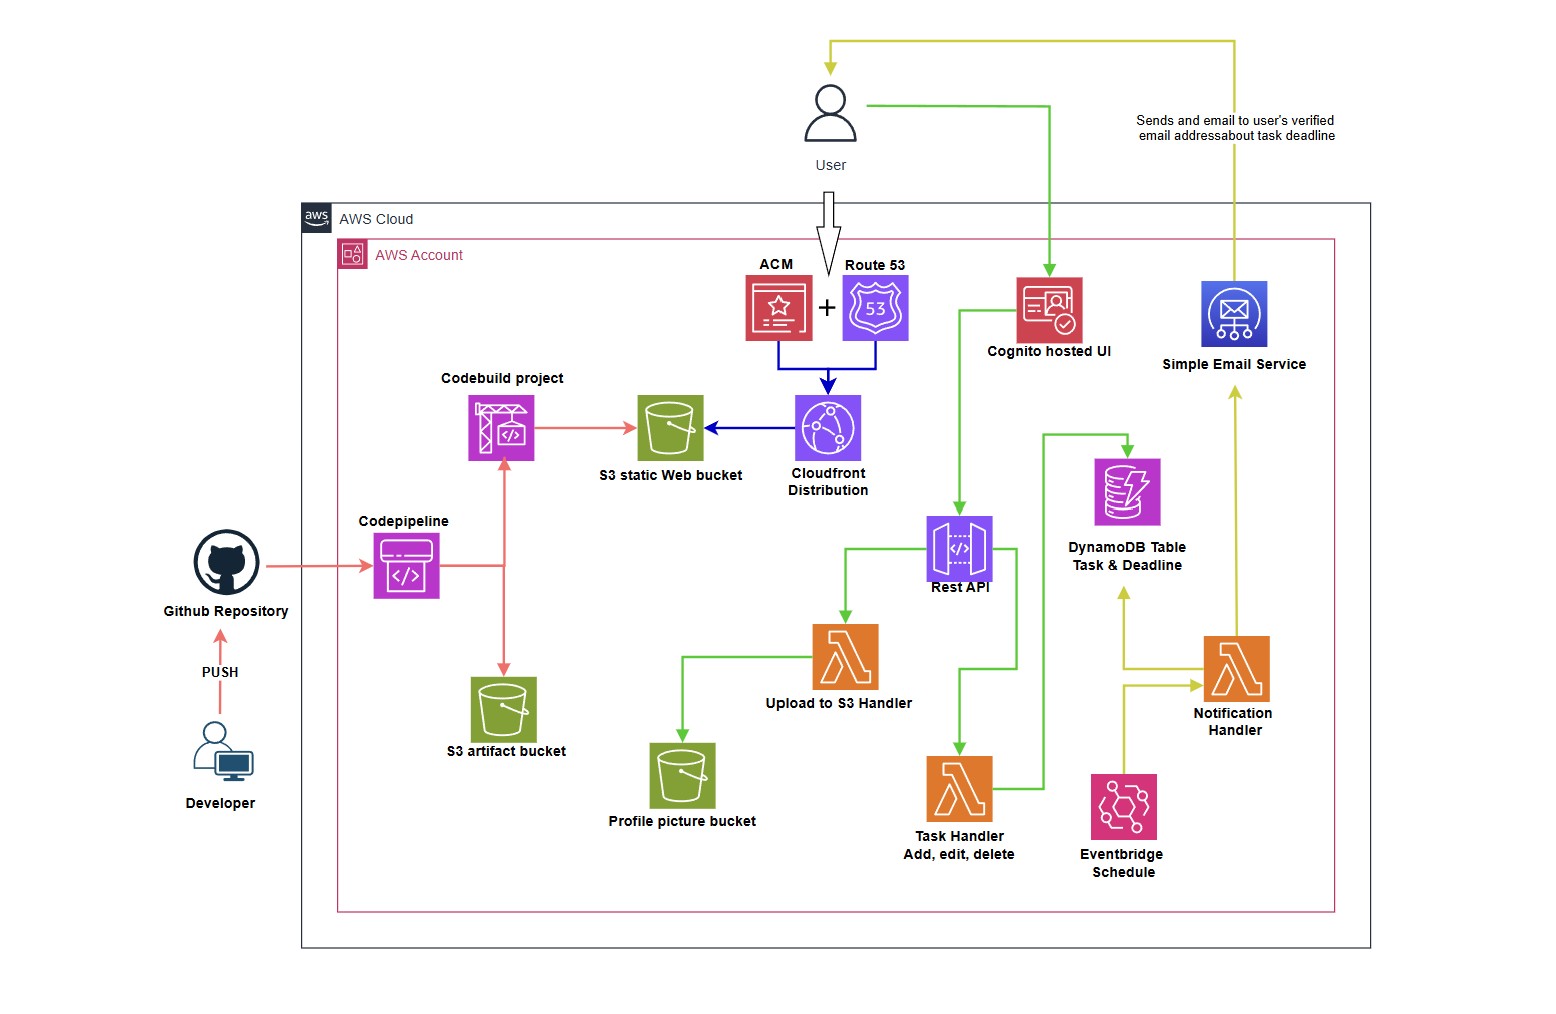 Sends and email to user's verified
email addressabout task deadline
User
aws
AWS Cloud
AWS Account
ACM
Route 53
+
53
Cognito hosted UI
Simple Email Service
Codebuild project
S3 static Web bucket
Cloudfront
Distribution
Codepipeline
DynamoDB Table
Task & Deadline
Rest API
Github Repository
PUSH
Developer
S3 artifact bucket
Upload to S3 Handler
Notification
Handler
Profile picture bucket
Task Handler
Add, edit, delete
Eventbridge
Schedule